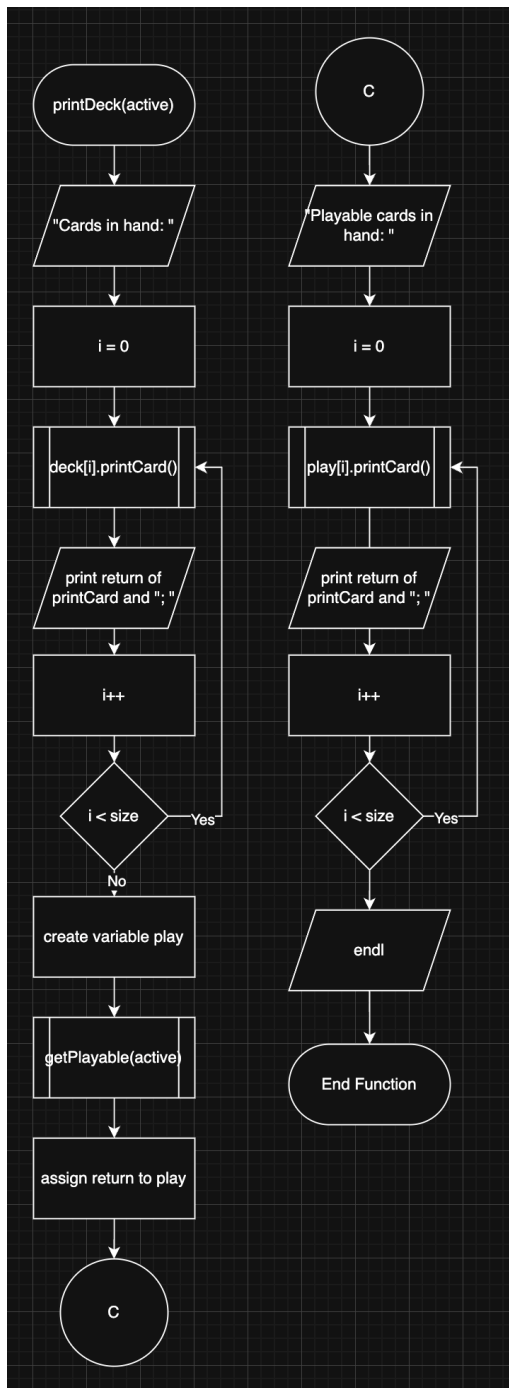 printDeck(active)
"Cards in hand: "
i = 0
deck[i].printCard()
print return of
printCard and "; "
i++
i < size
Yes
No
create variable play
getPlayable(active)
assign return to play
C
C
"Playable cards in
hand: "
i = 0
play[i].printCard()
print return of
printCard and "; "
i++
i < size
Yes
endl
End Function